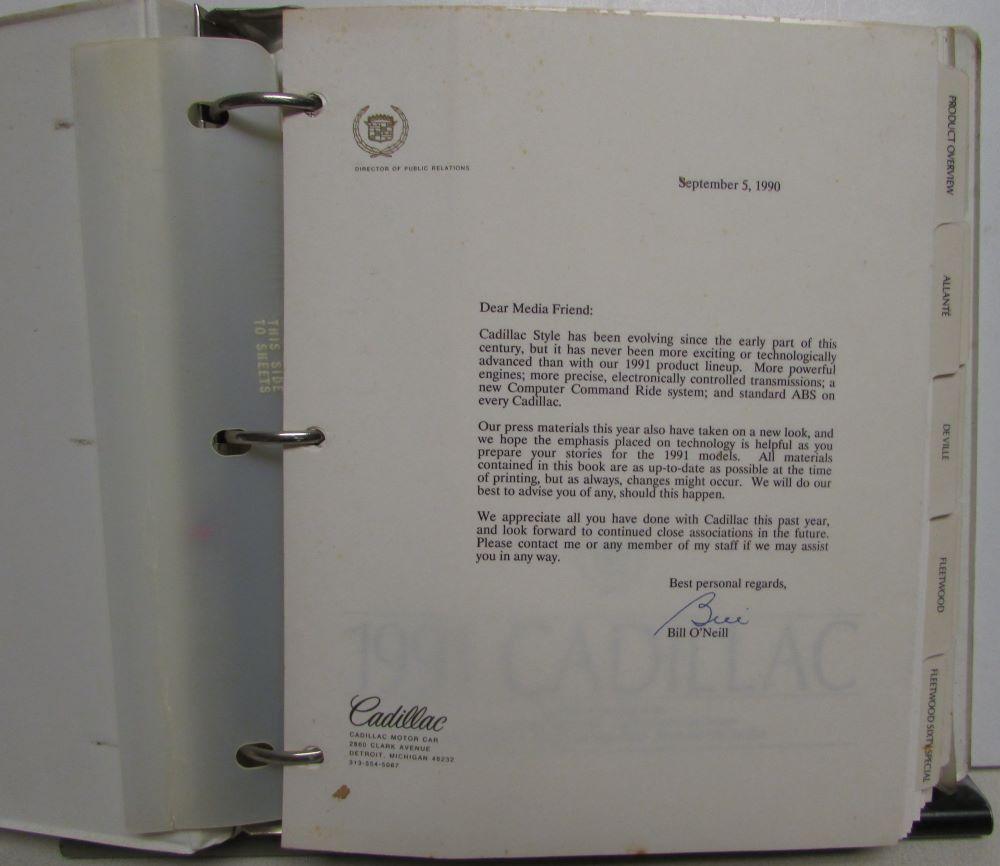 DIRECTOR OF PUBLIC RELATIONS
September 5, 1990
Dear Media Friend:
Cadillac Style has been evolving since the early part of this
century, but it has never been more exciting or technologically
advanced than with our 1991 product lineup. More powerful
engines; more precise, electronically controlled transmissions; a
new Computer Command Ride system; and standard ABS on
every Cadillac.
Our press materials this year also have taken on a new look, and
we hope the emphasis placed on technology is helpful as you
prepare your stories for the 1991 models. All materials
contained in this book are as up-to-date as possible at the time
of printing, but as always, changes might occur. We will do our
best to advise you of any, should this happen.
We appreciate all you have done with Cadillac this past year,
and look forward to continued close associations in the future.
Please contact me or any member of my staff if we may assist
you in any way.
Best personal regards,
Bill
Bill O'Neill
Cadillac
CADILLAC MOTOR CAR
2860 CLARK AVENUE
DETROIT, MICHIGAN 48232
313-554-5067
THIS SIDE
TO SHEETS
PRODUCT OVERVIEW
ALLANTÉ
DE VILLE
FLEETWOOD
FLEETWOOD SIXTY SPECIAL
CADILLAC